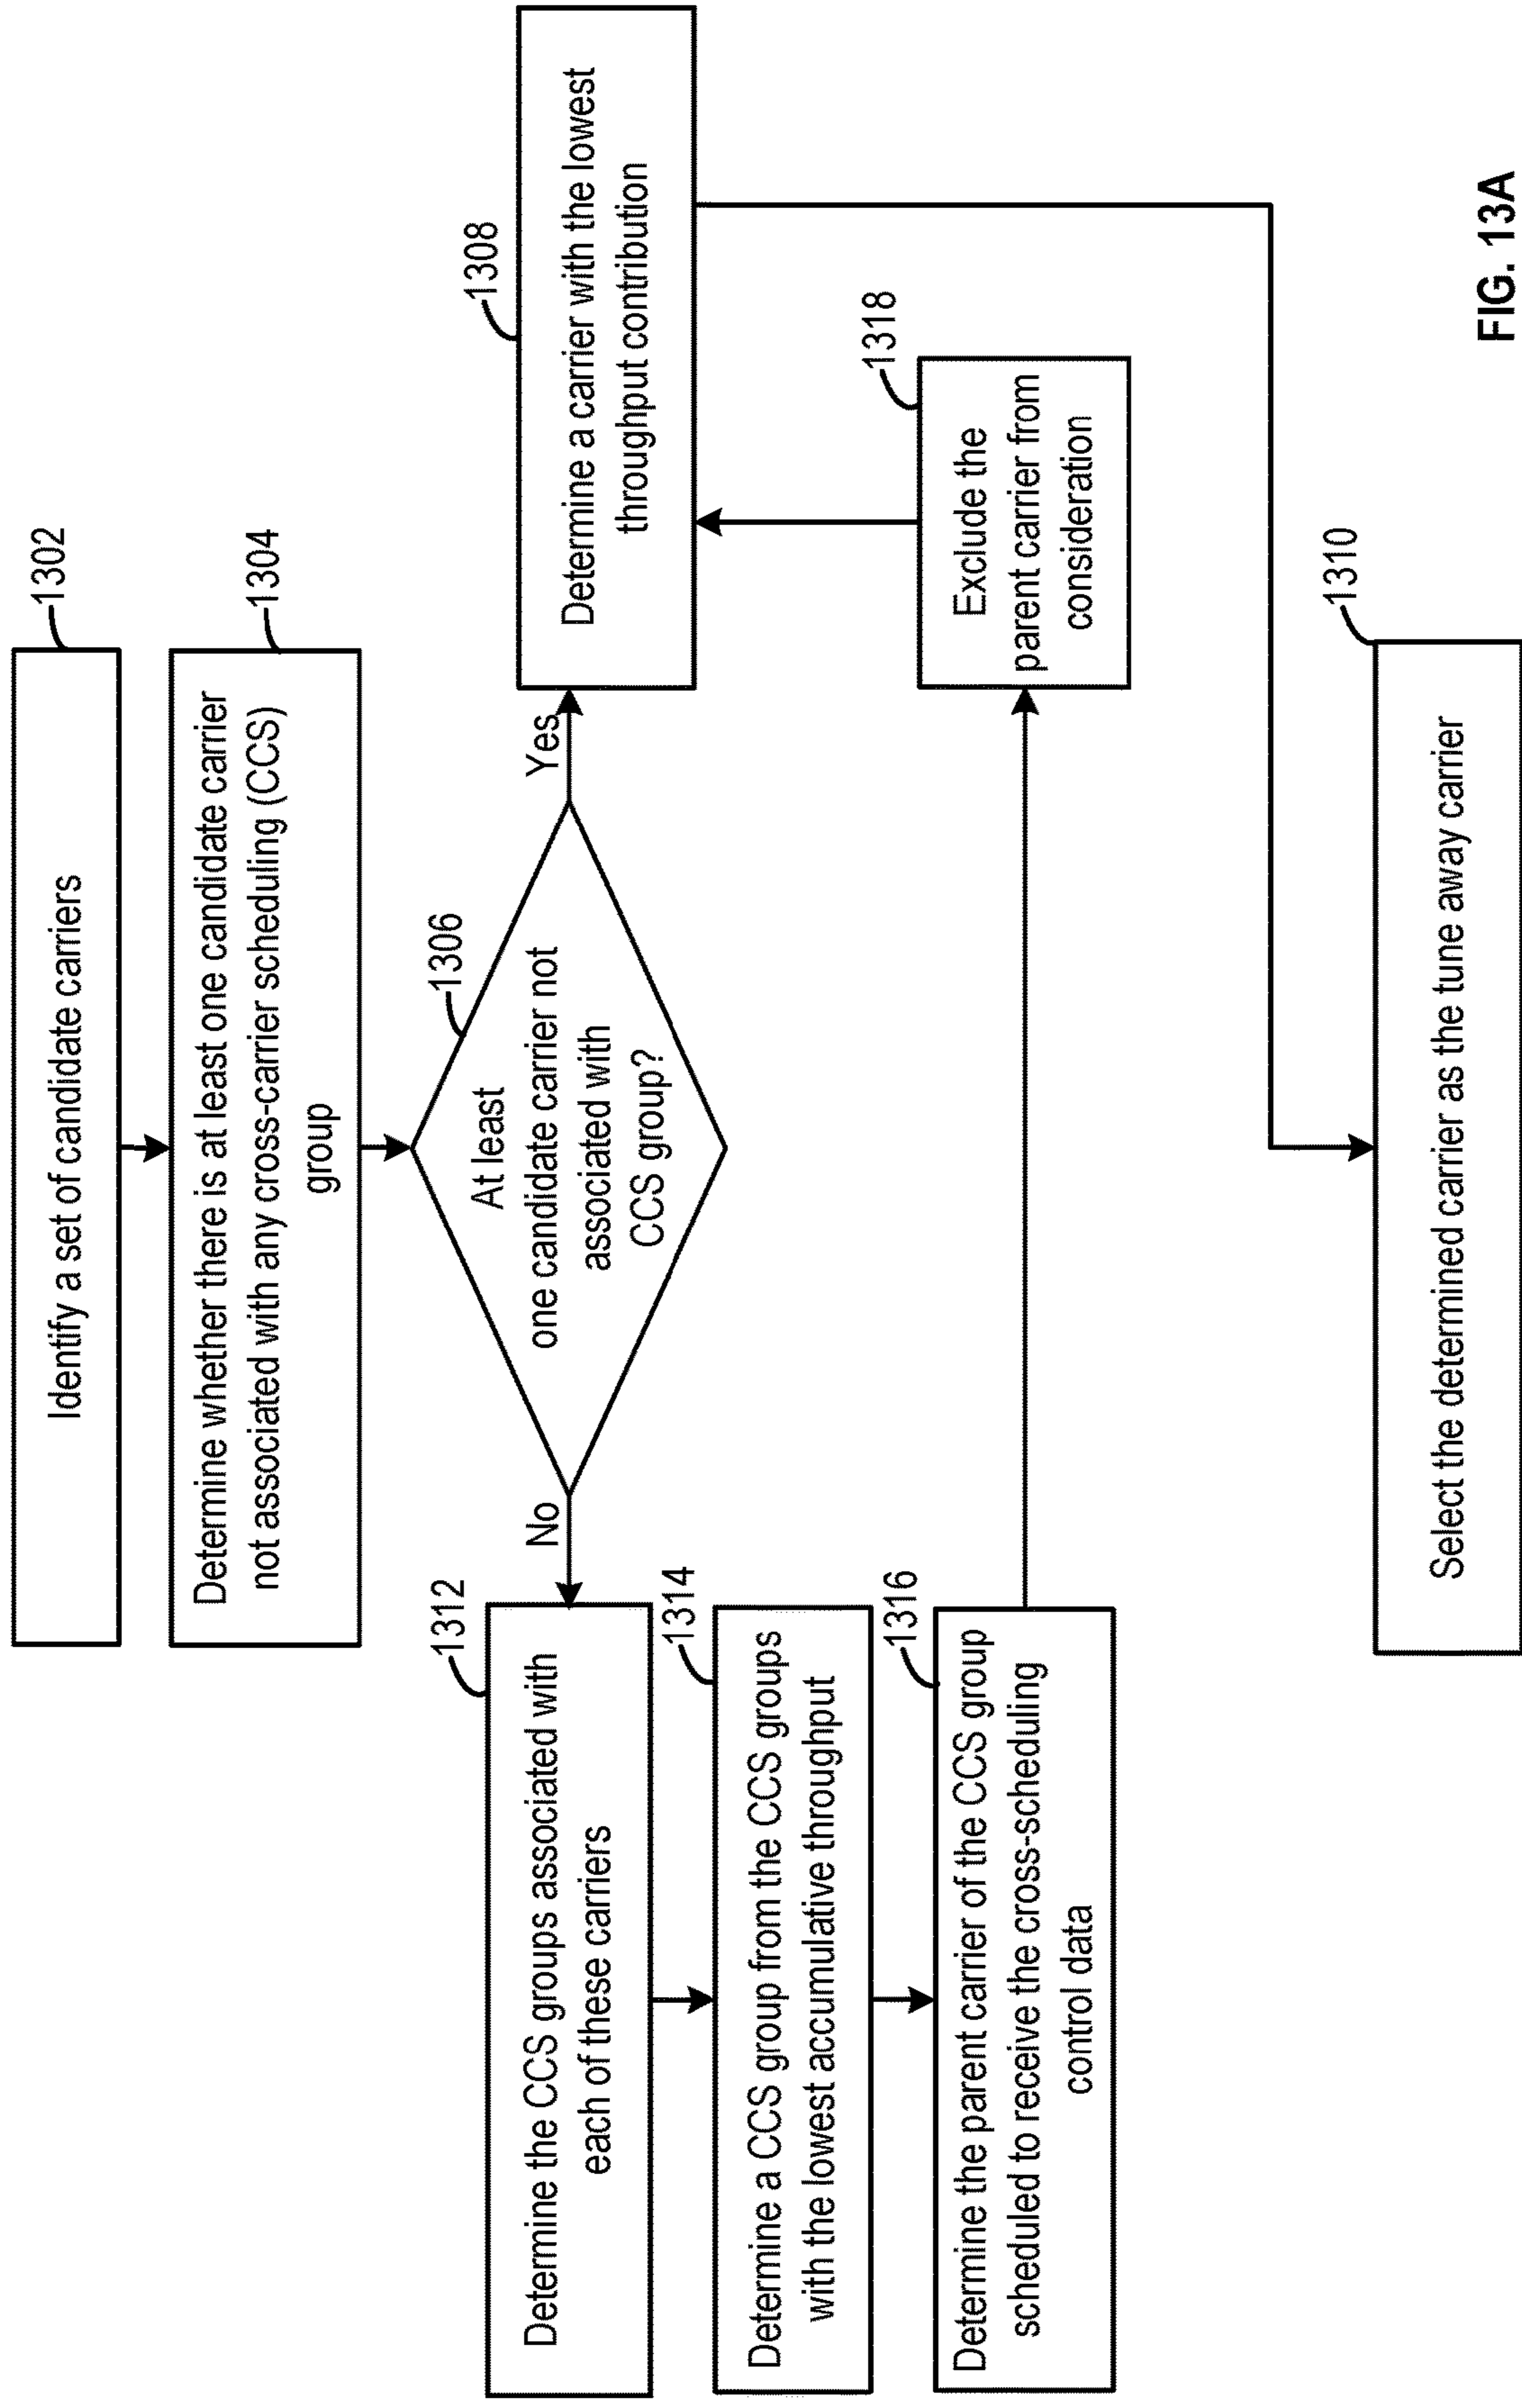 1302
Identify a set of candidate carriers
1304
Determine whether there is at least one candidate carrier
not associated with any cross-carrier scheduling (CCS)
group
1306
At least
one candidate carrier not
associated with
CCS group?
No
Yes
1312
Determine the CCS groups associated with
each of these carriers
1308
Determine a carrier with the lowest
throughput contribution
1314
Determine a CCS group from the CCS groups
with the lowest accumulative throughput
1316
Determine the parent carrier of the CCS group
scheduled to receive the cross-scheduling
control data
1318
Exclude the
parent carrier from
consideration
1310
Select the determined carrier as the tune away carrier
FIG. 13A